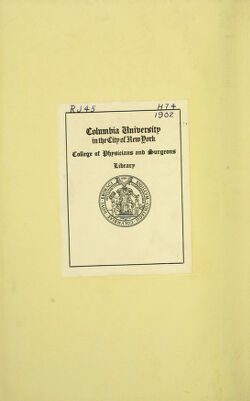 RJ45 H74
1902
Columbia University
in the City of New York
College of Physicians and Surgeons
Library